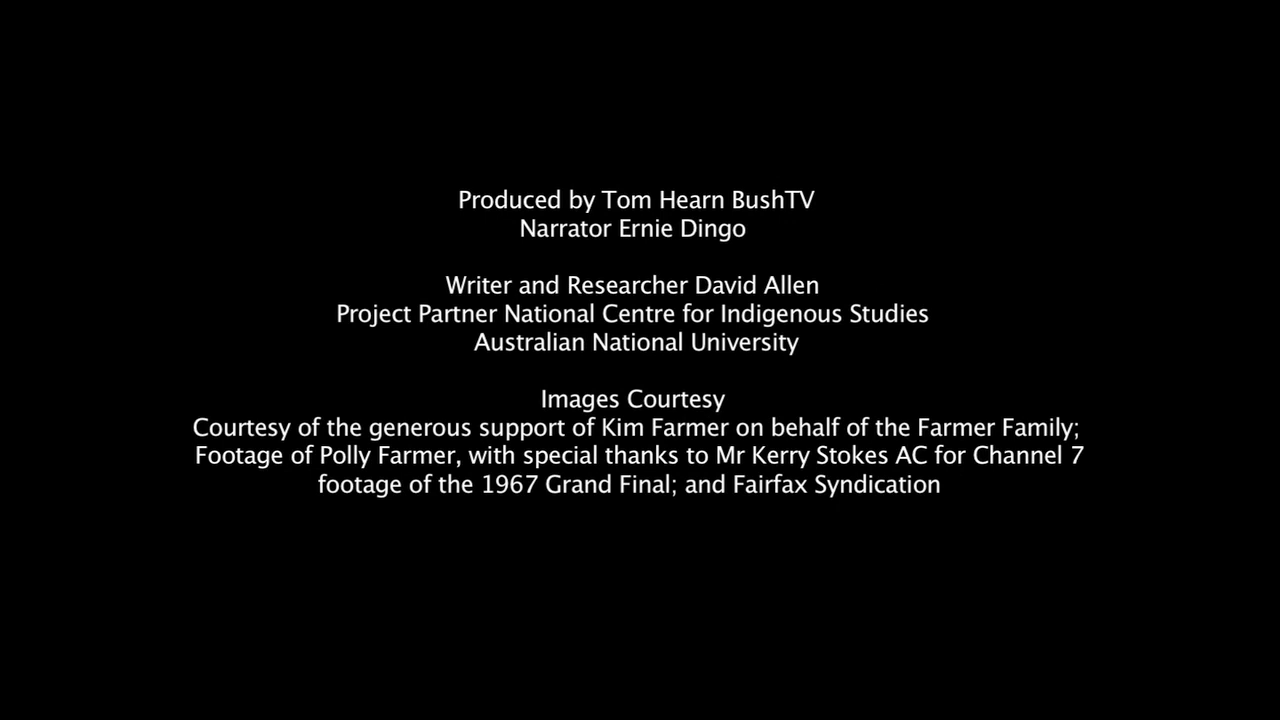 Produced by Tom Hearn BushTV
Narrator Ernie Dingo
Writer and Researcher David Allen
Project Partner National Centre for Indigenous Studies
Australian National University
Images Courtesy
Courtesy of the generous support of Kim Farmer on behalf of the Farmer Family;
Footage of Polly Farmer, with special thanks to Mr Kerry Stokes AC for Channel 7
footage of the 1967 Grand Final; and Fairfax Syndication